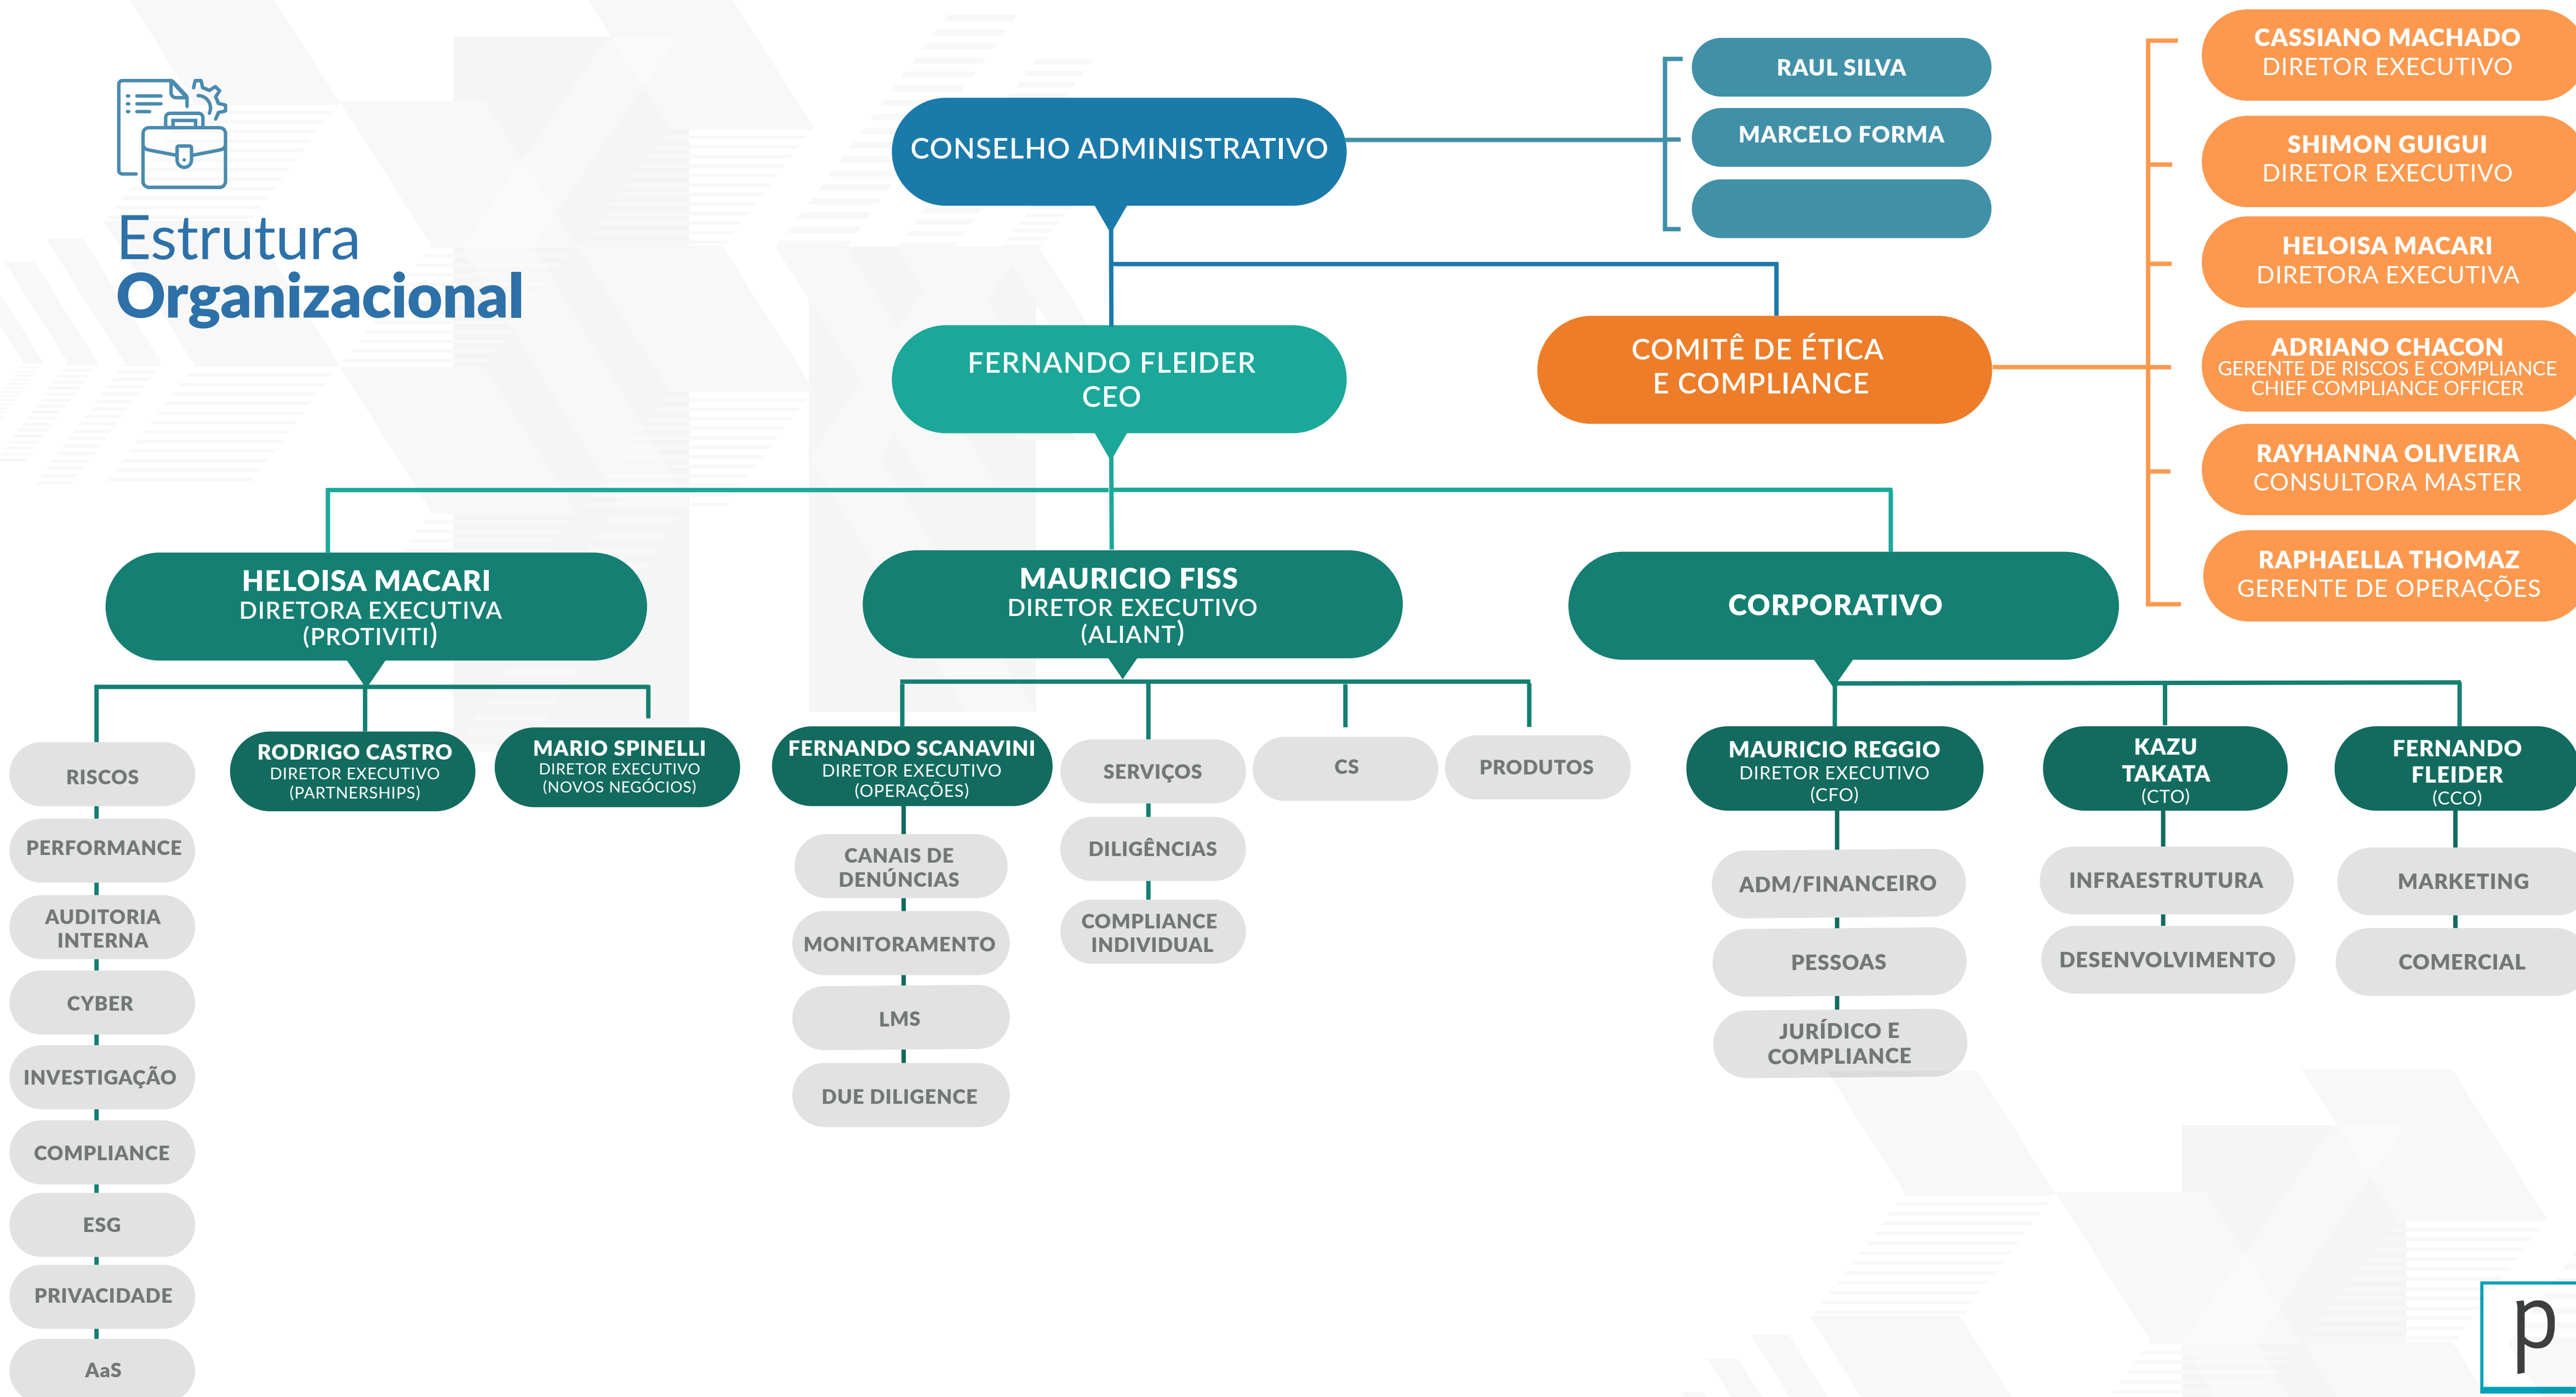 Estrutura
Organizacional
CONSELHO ADMINISTRATIVO
RAUL SILVA
MARCELO FORMA
FERNANDO FLEIDER
CEO
COMITÊ DE ÉTICA
E COMPLIANCE
CASSIANO MACHADO
DIRETOR EXECUTIVO
SHIMON GUIGUI
DIRETOR EXECUTIVO
HELOISA MACARI
DIRETORA EXECUTIVA
ADRIANO CHACON
GERENTE DE RISCOS E COMPLIANCE
CHIEF COMPLIANCE OFFICER
RAYHANNA OLIVEIRA
CONSULTORA MASTER
RAPHAELLA THOMAZ
GERENTE DE OPERAÇÕES
HELOISA MACARI
DIRETORA EXECUTIVA
(PROTIVITI)
MAURICIO FISS
DIRETOR EXECUTIVO
(ALIANT)
CORPORATIVO
RISCOS
PERFORMANCE
AUDITORIA
INTERNA
CYBER
INVESTIGAÇÃO
COMPLIANCE
ESG
PRIVACIDADE
AaS
RODRIGO CASTRO
DIRETOR EXECUTIVO
(PARTNERSHIPS)
MARIO SPINELLI
DIRETOR EXECUTIVO
(NOVOS NEGÓCIOS)
FERNANDO SCANAVINI
DIRETOR EXECUTIVO
(OPERAÇÕES)
CANAIS DE
DENÚNCIAS
MONITORAMENTO
LMS
DUE DILIGENCE
SERVIÇOS
DILIGÊNCIAS
COMPLIANCE
INDIVIDUAL
CS
PRODUTOS
MAURICIO REGGIO
DIRETOR EXECUTIVO
(CFO)
ADM/FINANCEIRO
PESSOAS
JURÍDICO E
COMPLIANCE
KAZU
TAKATA
(CTO)
INFRAESTRUTURA
DESENVOLVIMENTO
FERNANDO
FLEIDER
(CCO)
MARKETING
COMERCIAL
p